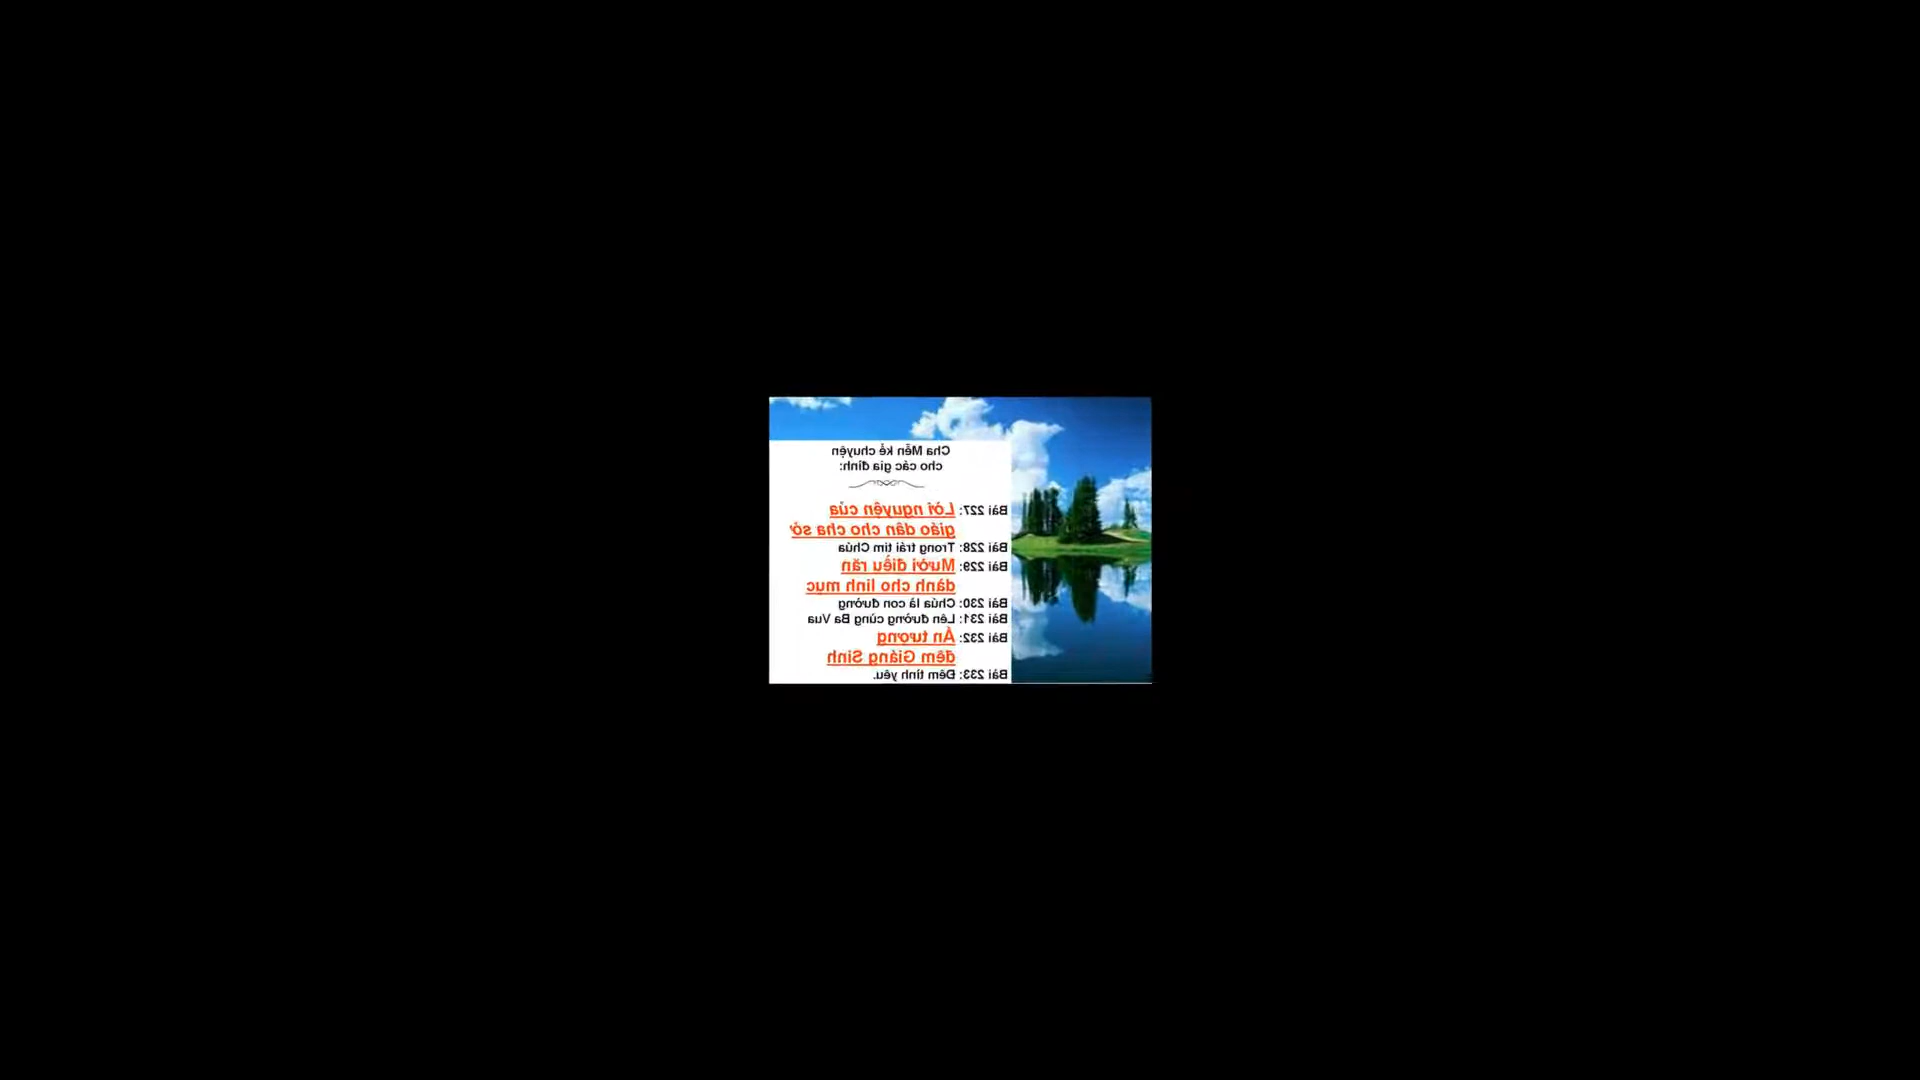 Cha Mễn kể chuyện
cho các gia đình:
Bài 227: Lời nguyện của
giáo dân cho cha sở
Bài 228: Trong trái tim Chúa
Bài 229: Mười điều răn
dành cho linh mục
Bài 230: Chúa là con đường
Bài 231: Lên đường cùng Ba Vua
Bài 232: Ấn tượng
đêm Giáng Sinh
Bài 233: Đêm tình yêu.